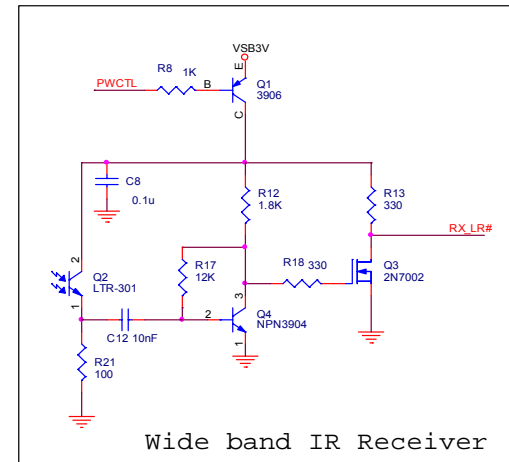 VSB3V
R8
1K
E
PWCTL
B
Q1
3906
C
C8
0.1u
R12
1.8K
R13
330
RX_LR#
R17
12K
R18 330
Q3
2N7002
2
Q2
LTR-301
1
3
2
Q4
NPN3904
C12 10nF
1
R21
100
Wide band IR Receiver